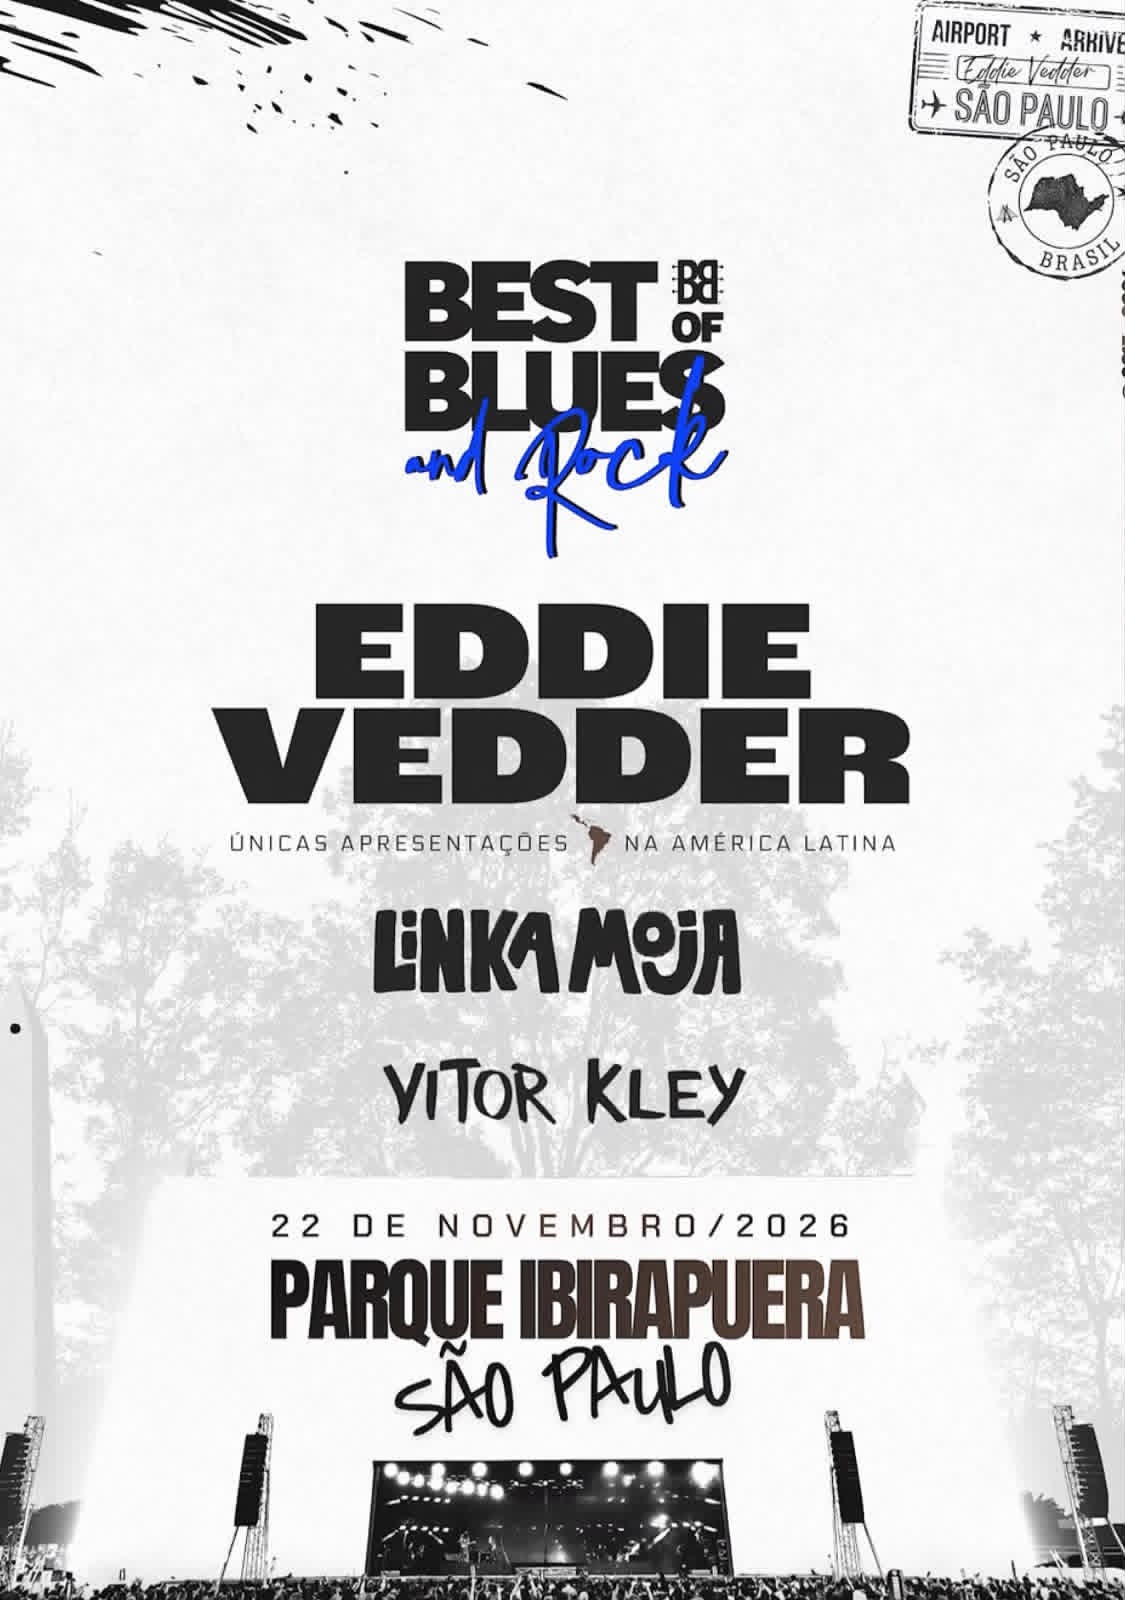 AIRPORT ★ ARRIVE
Eddie Vedder
SÃO PAULO
SÃO PAULO
BRASIL
BEST
OF
BLUES
and Rock
EDDIE
VEDDER
ÚNICAS APRESENTAÇÕES NA AMÉRICA LATINA
LiNKA MOjA
VITOR KLEY
22 DE NOVEMBRO/2026
PARQUE IBIRAPUERA
SÃO PAULO